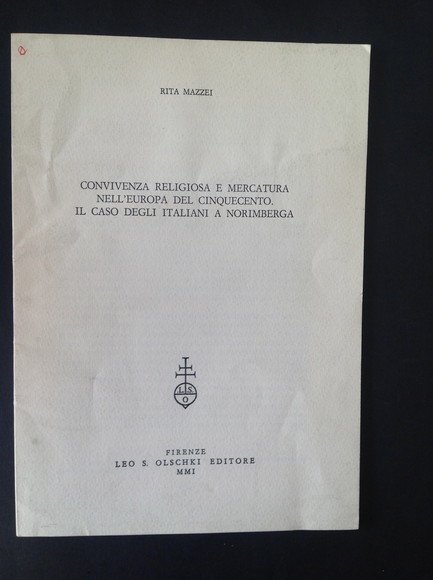 RITA MAZZEI
CONVIVENZA RELIGIOSA E MERCATURA
NELL'EUROPA DEL CINQUECENTO.
IL CASO DEGLI ITALIANI A NORIMBERGA
L S
O
FIRENZE
LEO S. OLSCHKI EDITORE
MMI